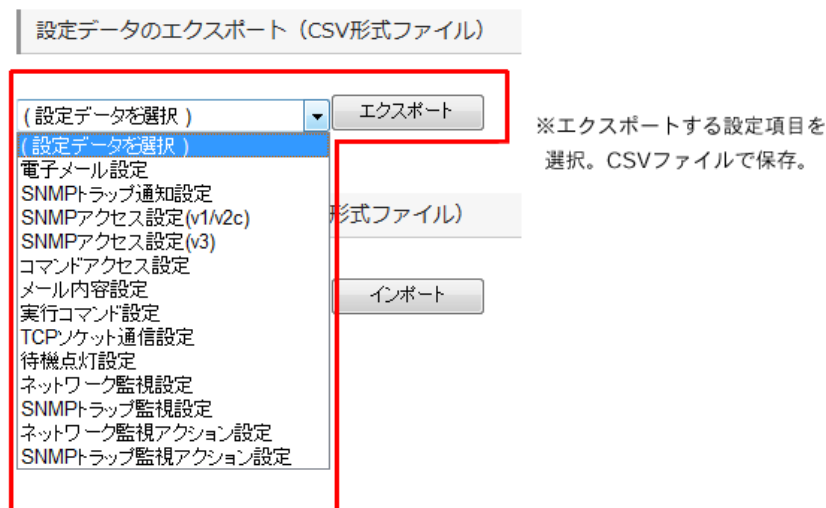 設定データのエクスポート（CSV形式ファイル）
( 設定データを選択 )
エクスポート
※エクスポートする設定項目を
選択。CSVファイルで保存。
( 設定データを選択 )
電子メール設定
SNMPトラップ通知設定
SNMPアクセス設定(v1/v2c)
形式ファイル）
SNMPアクセス設定(v3)
コマンドアクセス設定
メール内容設定
インポート
実行コマンド設定
TCPソケット通信設定
待機点灯設定
ネットワーク監視設定
SNMPトラップ監視設定
ネットワーク監視アクション設定
SNMPトラップ監視アクション設定